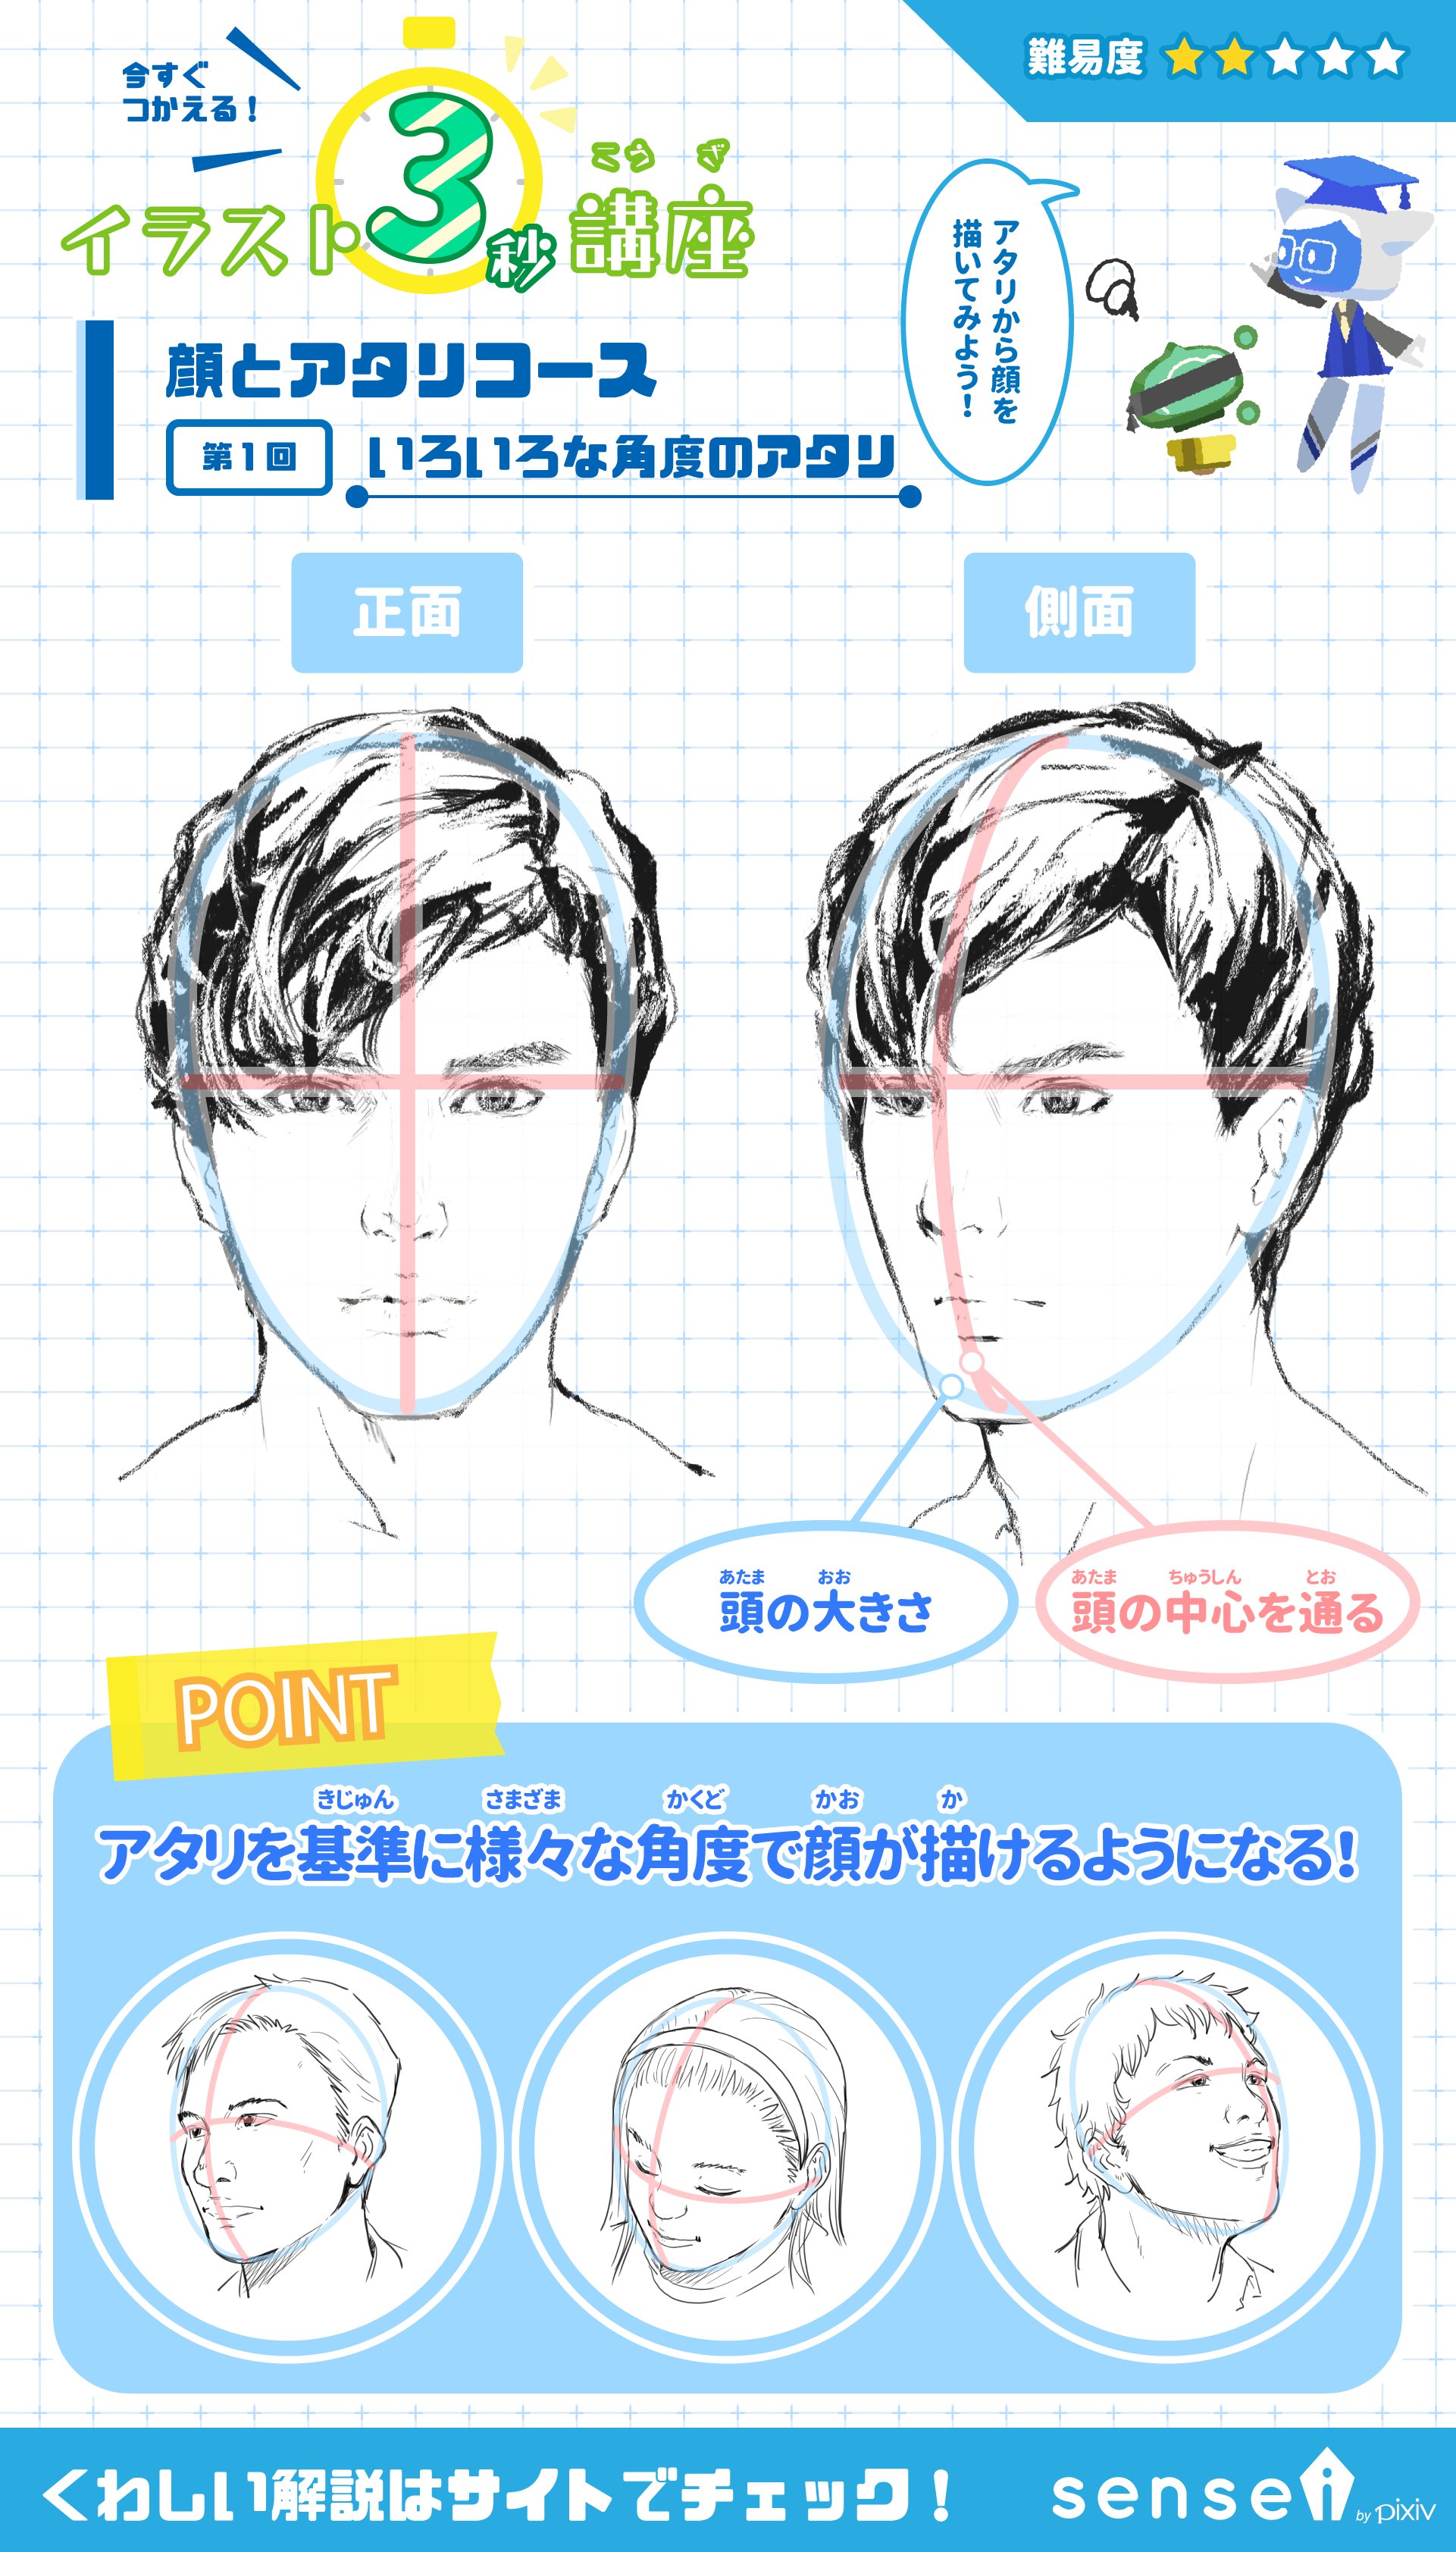 難易度
今すぐ
つかえる！
こうざ
イラスト3秒講座
アタリから顔を
描いてみよう！
顔とアタリコース
第1回
いろいろな角度のアタリ
正面
側面
あたま おお
頭の大きさ
あたま ちゅうしん とお
頭の中心を通る
POINT
きじゅん さまざま かくど かお か
アタリを基準に様々な角度で顔が描けるようになる！
くわしい解説はサイトでチェック！
sensei by pixiv